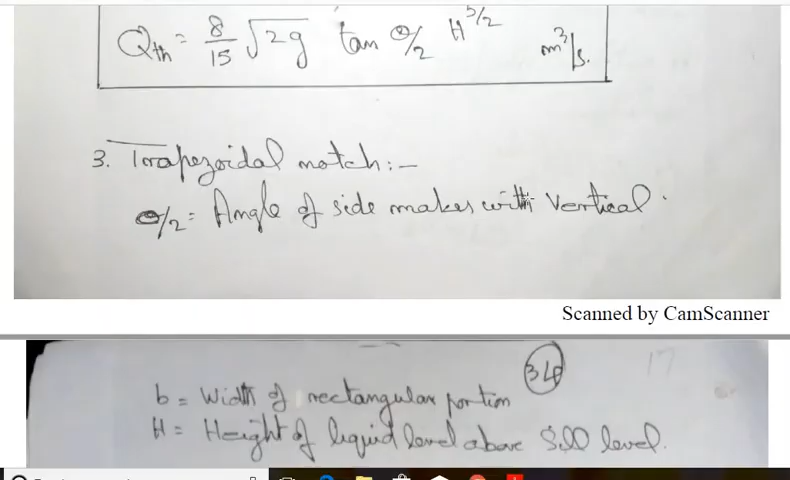 Qth = 8/15 √2g tan θ/2 H^5/2 m³/s.
3. Trapezoidal notch :–
θ/2 = Angle of side makes with Vertical.
Scanned by CamScanner
34
17
b = Width of rectangular portion
H = Height of liquid level above Sill level.